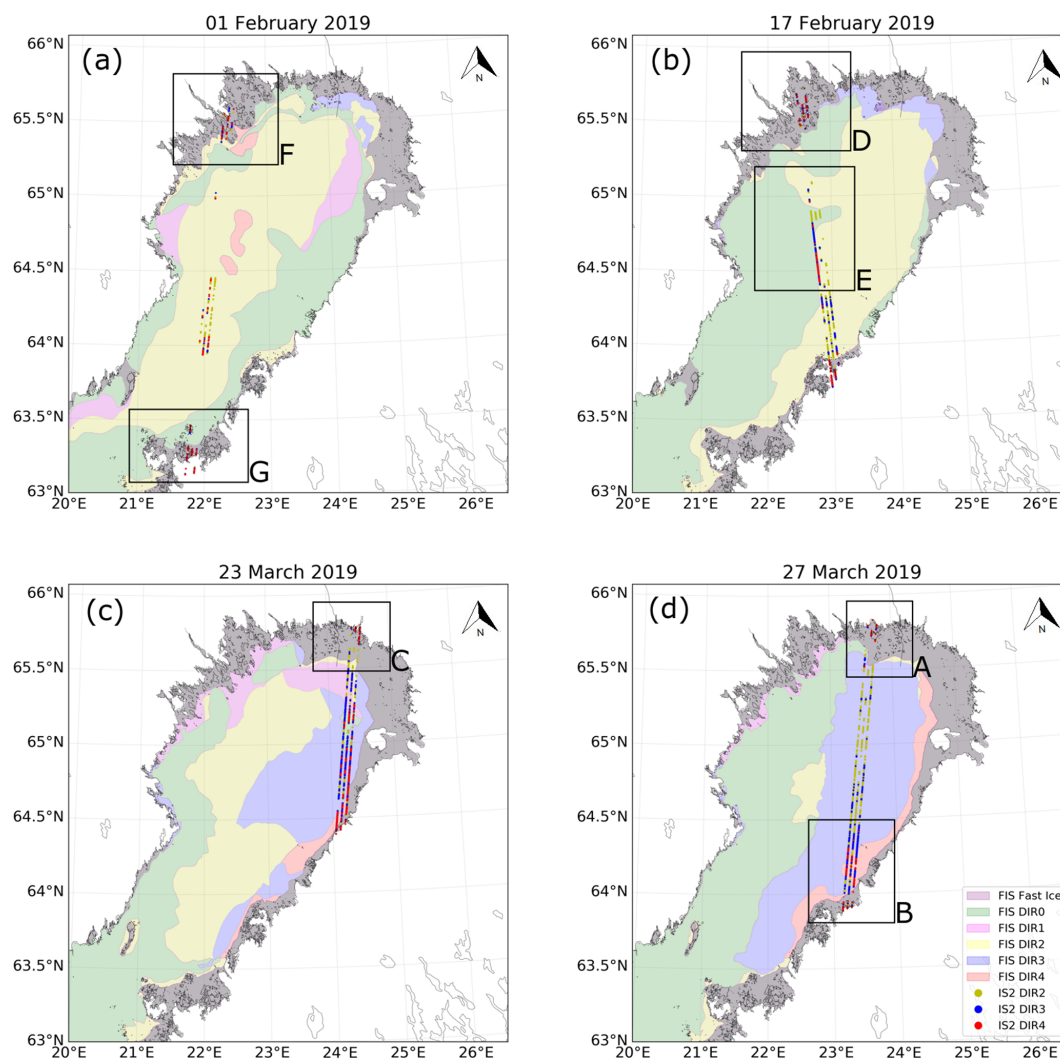 01 February 2019
17 February 2019
66°N
(a)
N
F
65.5°N
65°N
64.5°N
64°N
63.5°N
G
63°N
20°E 21°E 22°E 23°E 24°E 25°E 26°E
66°N
(b)
N
D
65.5°N
65°N
E
64.5°N
64°N
63.5°N
63°N
20°E 21°E 22°E 23°E 24°E 25°E 26°E
23 March 2019
27 March 2019
66°N
(c)
N
C
65.5°N
65°N
64.5°N
64°N
63.5°N
63°N
20°E 21°E 22°E 23°E 24°E 25°E 26°E
66°N
(d)
N
A
65.5°N
65°N
64.5°N
64°N
B
63.5°N
63°N
20°E 21°E 22°E 23°E 24°E 25°E 26°E
FIS Fast Ice
FIS DIR0
FIS DIR1
FIS DIR2
FIS DIR3
FIS DIR4
IS2 DIR2
IS2 DIR3
IS2 DIR4